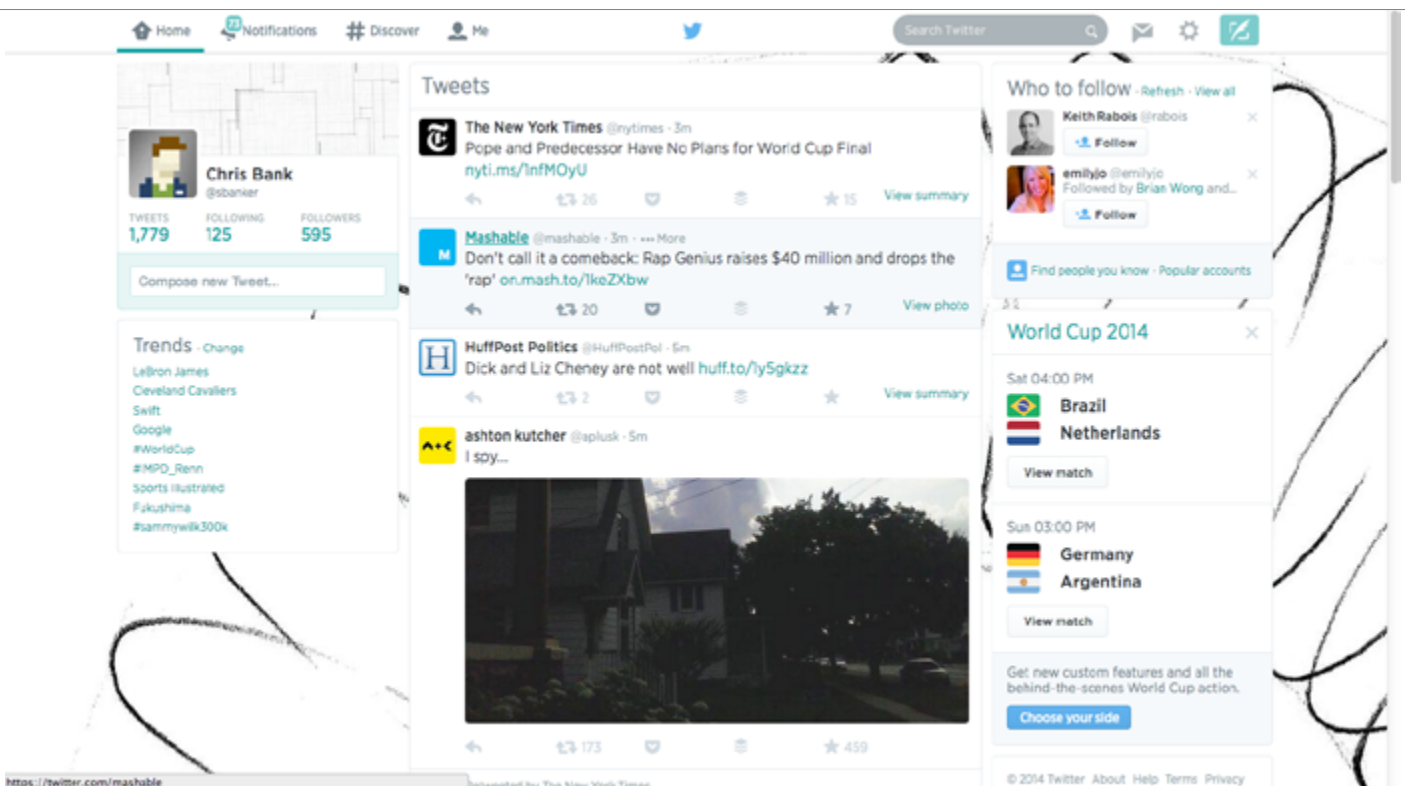 Home
73
Notifications
Discover
Me
Search Twitter
Chris Bank
@sbanker
TWEETS FOLLOWING FOLLOWERS
1,779 125 595
Compose new Tweet...
Trends · Change
LeBron James
Cleveland Cavaliers
Swift
Google
#WorldCup
#IMPD_Renn
Sports Illustrated
Fukushima
#sammywilk300k
Tweets
The New York Times @nytimes · 3m
Pope and Predecessor Have No Plans for World Cup Final
nyti.ms/1nfMOyU
26
15
View summary
M
Mashable @mashable · 3m · ••• More
Don't call it a comeback: Rap Genius raises $40 million and drops the
'rap' on.mash.to/1keZXbw
20
7
View photo
H
HuffPost Politics @HuffPostPol · 5m
Dick and Liz Cheney are not well huff.to/1y5gkzz
2
View summary
A+C
ashton kutcher @aplusk · 5m
I spy...
173
459
Retweeted by The New York Times
Who to follow · Refresh · View all
Keith Rabois @rabois
Follow
emilyjo @emilyjo
Followed by Brian Wong and...
Follow
Find people you know · Popular accounts
World Cup 2014
Sat 04:00 PM
Brazil
Netherlands
View match
Sun 03:00 PM
Germany
Argentina
View match
Get new custom features and all the
behind-the-scenes World Cup action.
Choose your side
© 2014 Twitter About Help Terms Privacy
https://twitter.com/mashable